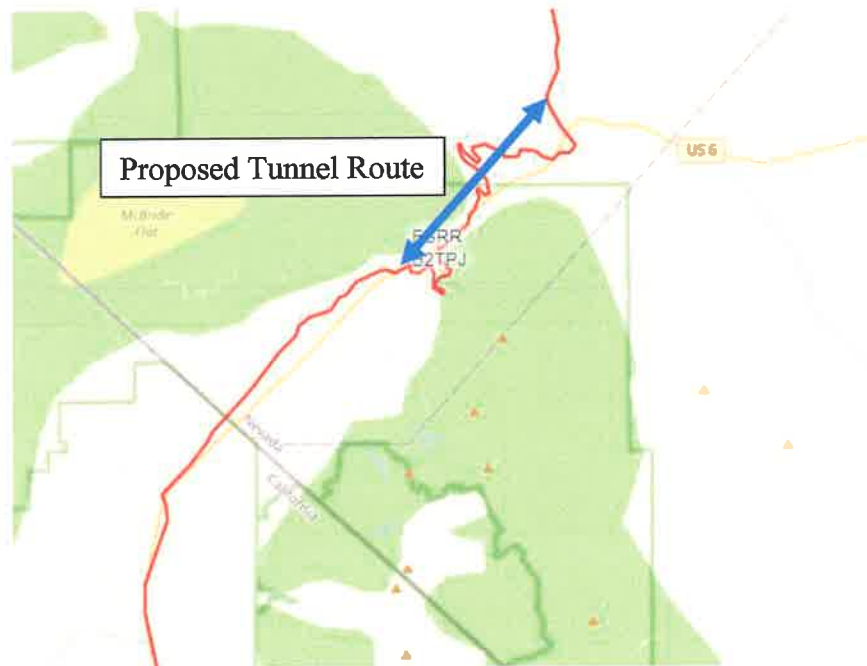 Proposed Tunnel Route
US 6
McBride
Flat
Nevada
California